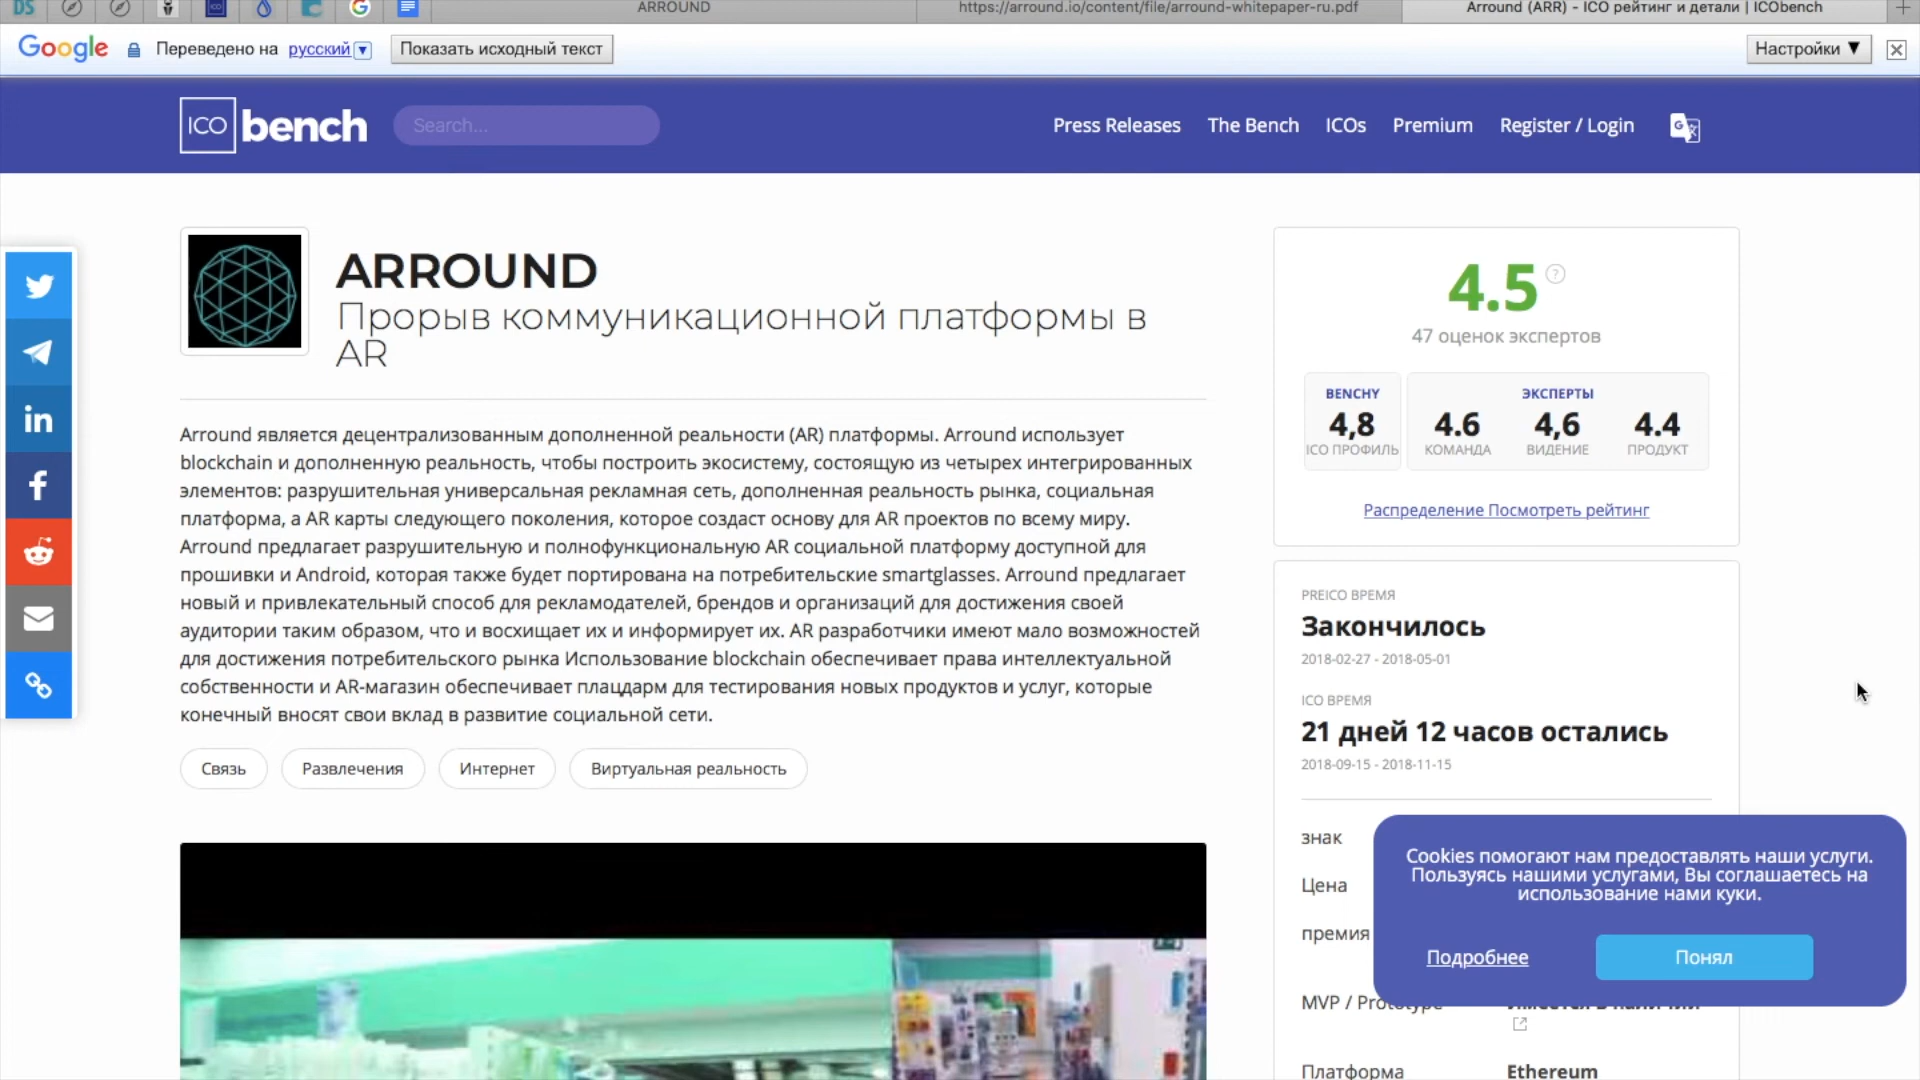 DS
ARROUND
https://arround.io/content/file/arround-whitepaper-ru.pdf
Arround (ARR) - ICO рейтинг и детали | ICObench
Google Переведено на русский Показать исходный текст Настройки
ICO bench
Search...
Press Releases The Bench ICOs Premium Register / Login
ARROUND
Прорыв коммуникационной платформы в
AR
Arround является децентрализованным дополненной реальности (AR) платформы. Arround использует
blockchain и дополненную реальность, чтобы построить экосистему, состоящую из четырех интегрированных
элементов: разрушительная универсальная рекламная сеть, дополненная реальность рынка, социальная
платформа, а AR карты следующего поколения, которое создаст основу для AR проектов по всему миру.
Arround предлагает разрушительную и полнофункциональную AR социальной платформу доступной для
прошивки и Android, которая также будет портирована на потребительские smartglasses. Arround предлагает
новый и привлекательный способ для рекламодателей, брендов и организаций для достижения своей
аудитории таким образом, что и восхищает их и информирует их. AR разработчики имеют мало возможностей
для достижения потребительского рынка Использование blockchain обеспечивает права интеллектуальной
собственности и AR-магазин обеспечивает плацдарм для тестирования новых продуктов и услуг, которые
конечный вносят свои вклад в развитие социальной сети.
Связь Развлечения Интернет Виртуальная реальность
4.5 ?
47 оценок экспертов
BENCHY ЭКСПЕРТЫ
4,8 4.6 4,6 4.4
ICO ПРОФИЛЬ КОМАНДА ВИДЕНИЕ ПРОДУКТ
Распределение Посмотреть рейтинг
PREICO ВРЕМЯ
Закончилось
2018-02-27 - 2018-05-01
ICO ВРЕМЯ
21 дней 12 часов остались
2018-09-15 - 2018-11-15
знак
Цена
премия
MVP / Prototype Имеется в наличии
Платформа Ethereum
Cookies помогают нам предоставлять наши услуги.
Пользуясь нашими услугами, Вы соглашаетесь на
использование нами куки.
Подробнее Понял